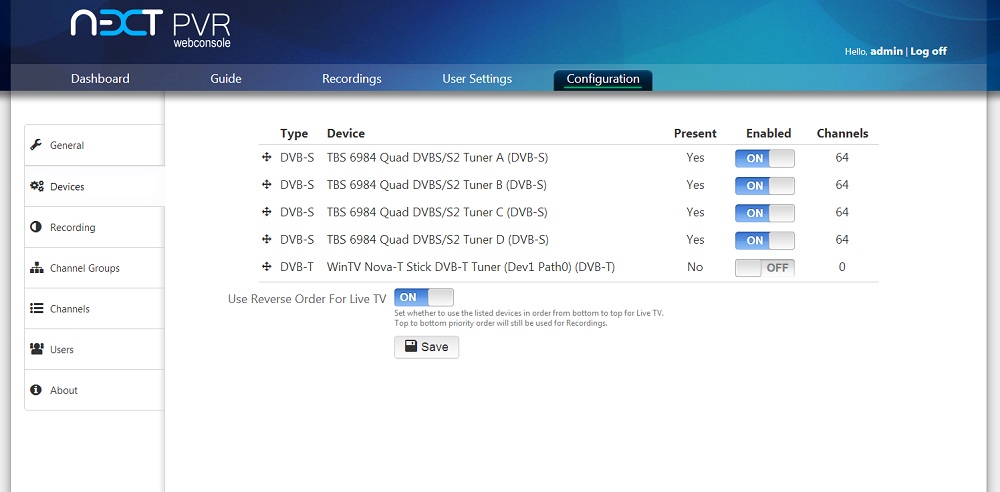 NEXT PVR
webconsole
Hello, admin | Log off
Dashboard Guide Recordings User Settings Configuration
General
Devices
Recording
Channel Groups
Channels
Users
About
Type Device Present Enabled Channels
DVB-S TBS 6984 Quad DVBS/S2 Tuner A (DVB-S) Yes ON 64
DVB-S TBS 6984 Quad DVBS/S2 Tuner B (DVB-S) Yes ON 64
DVB-S TBS 6984 Quad DVBS/S2 Tuner C (DVB-S) Yes ON 64
DVB-S TBS 6984 Quad DVBS/S2 Tuner D (DVB-S) Yes ON 64
DVB-T WinTV Nova-T Stick DVB-T Tuner (Dev1 Path0) (DVB-T) No OFF 0
Use Reverse Order For Live TV ON
Set whether to use the listed devices in order from bottom to top for Live TV.
Top to bottom priority order will still be used for Recordings.
Save